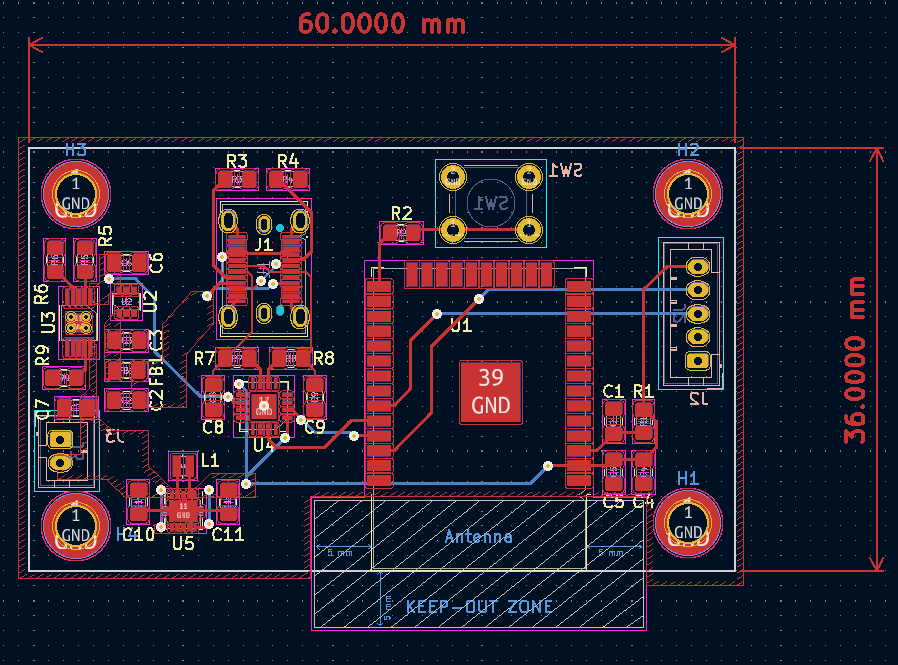 60.0000 mm
H3
H2
1
GND
1
GND
R3
R4
SW1
SW1
R2
R5
C6
J1
R6
U2
U3
36.0000 mm
U1
C3
R9
R7
R8
FB1
C2
39
GND
J2
C1
R1
C8
U4
C9
J3
L1
H1
C5
C4
1
GND
11
GND
1
GND
H4
C10
U5
C11
Antenna
5 mm
5 mm
5 mm
KEEP-OUT ZONE